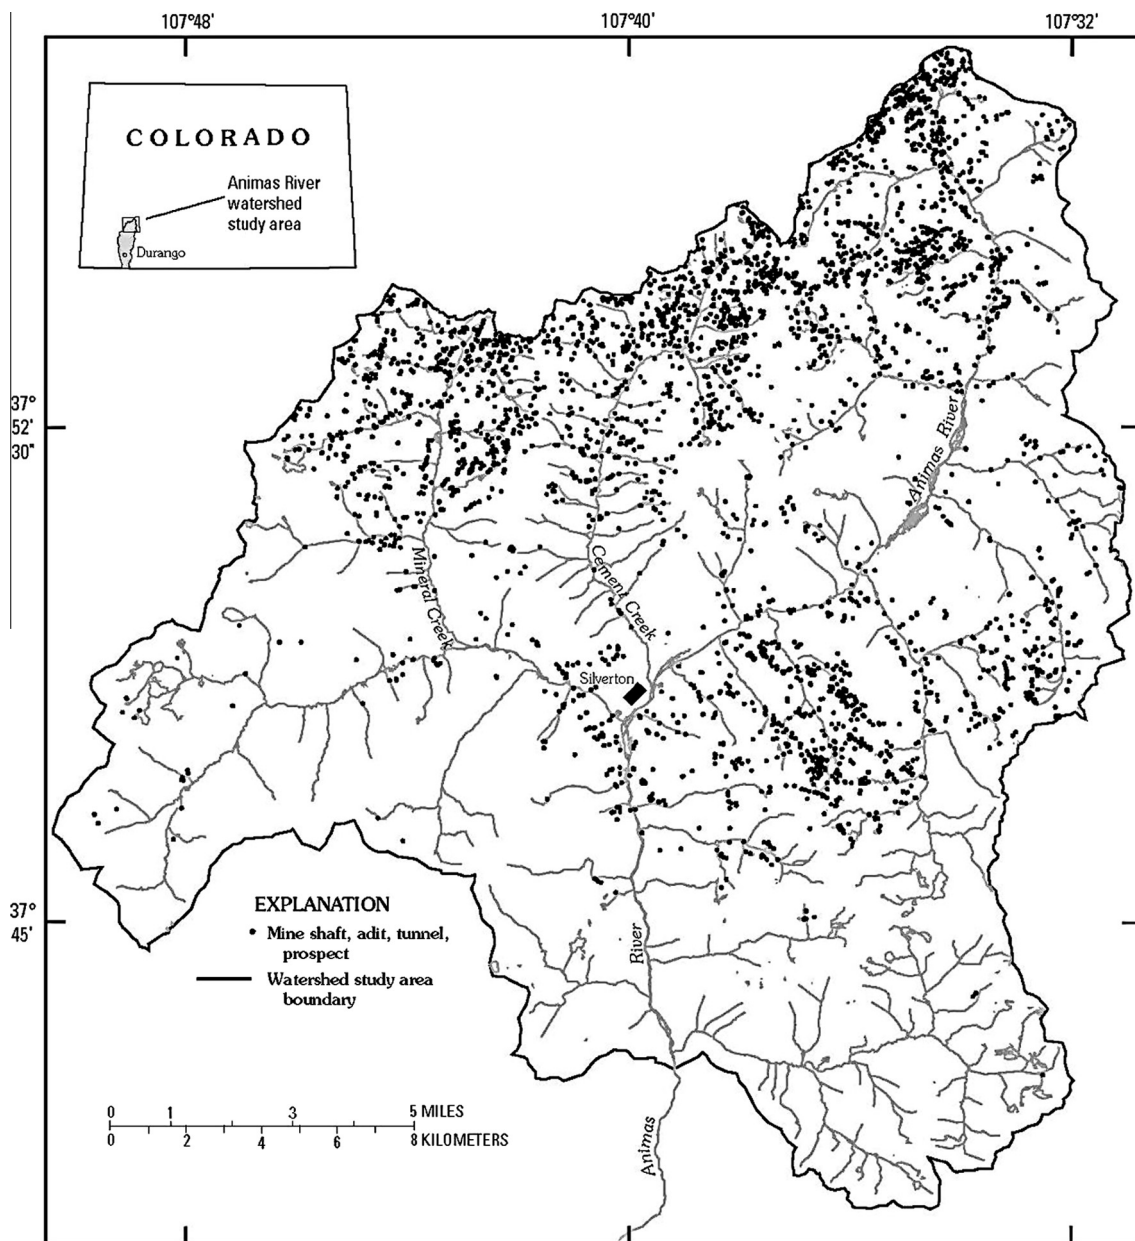 107°48'
107°40'
107°32'
COLORADO
Animas River
watershed
study area
Durango
37°
52'
30"
Animas River
Mineral Creek
Cement Creek
Silverton
37°
45'
EXPLANATION
Mine shaft, adit, tunnel,
prospect
Watershed study area
boundary
River
0 1 3 5 MILES
0 2 4 6 8 KILOMETERS
Animas